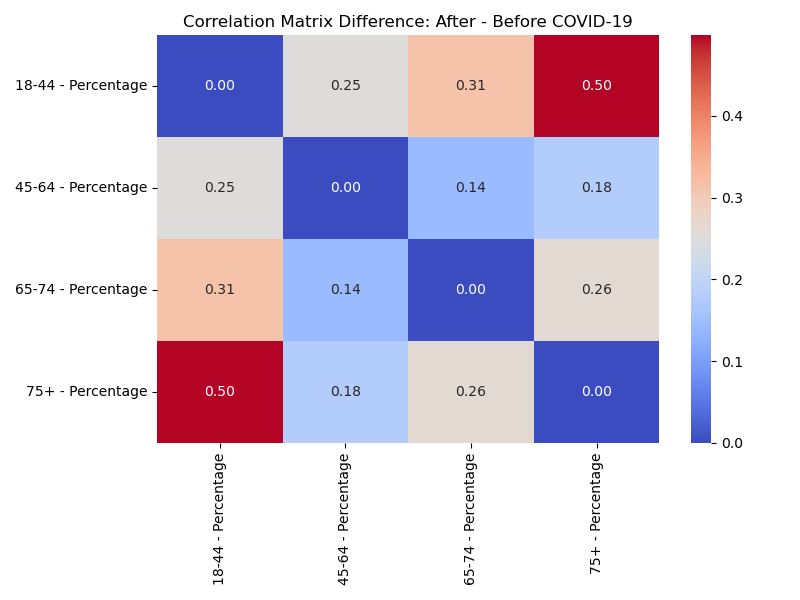 Correlation Matrix Difference: After - Before COVID-19
18-44 - Percentage
0.00 0.25 0.31 0.50
45-64 - Percentage
0.25 0.00 0.14 0.18
65-74 - Percentage
0.31 0.14 0.00 0.26
75+ - Percentage
0.50 0.18 0.26 0.00
18-44 - Percentage
45-64 - Percentage
65-74 - Percentage
75+ - Percentage
0.4
0.3
0.2
0.1
0.0